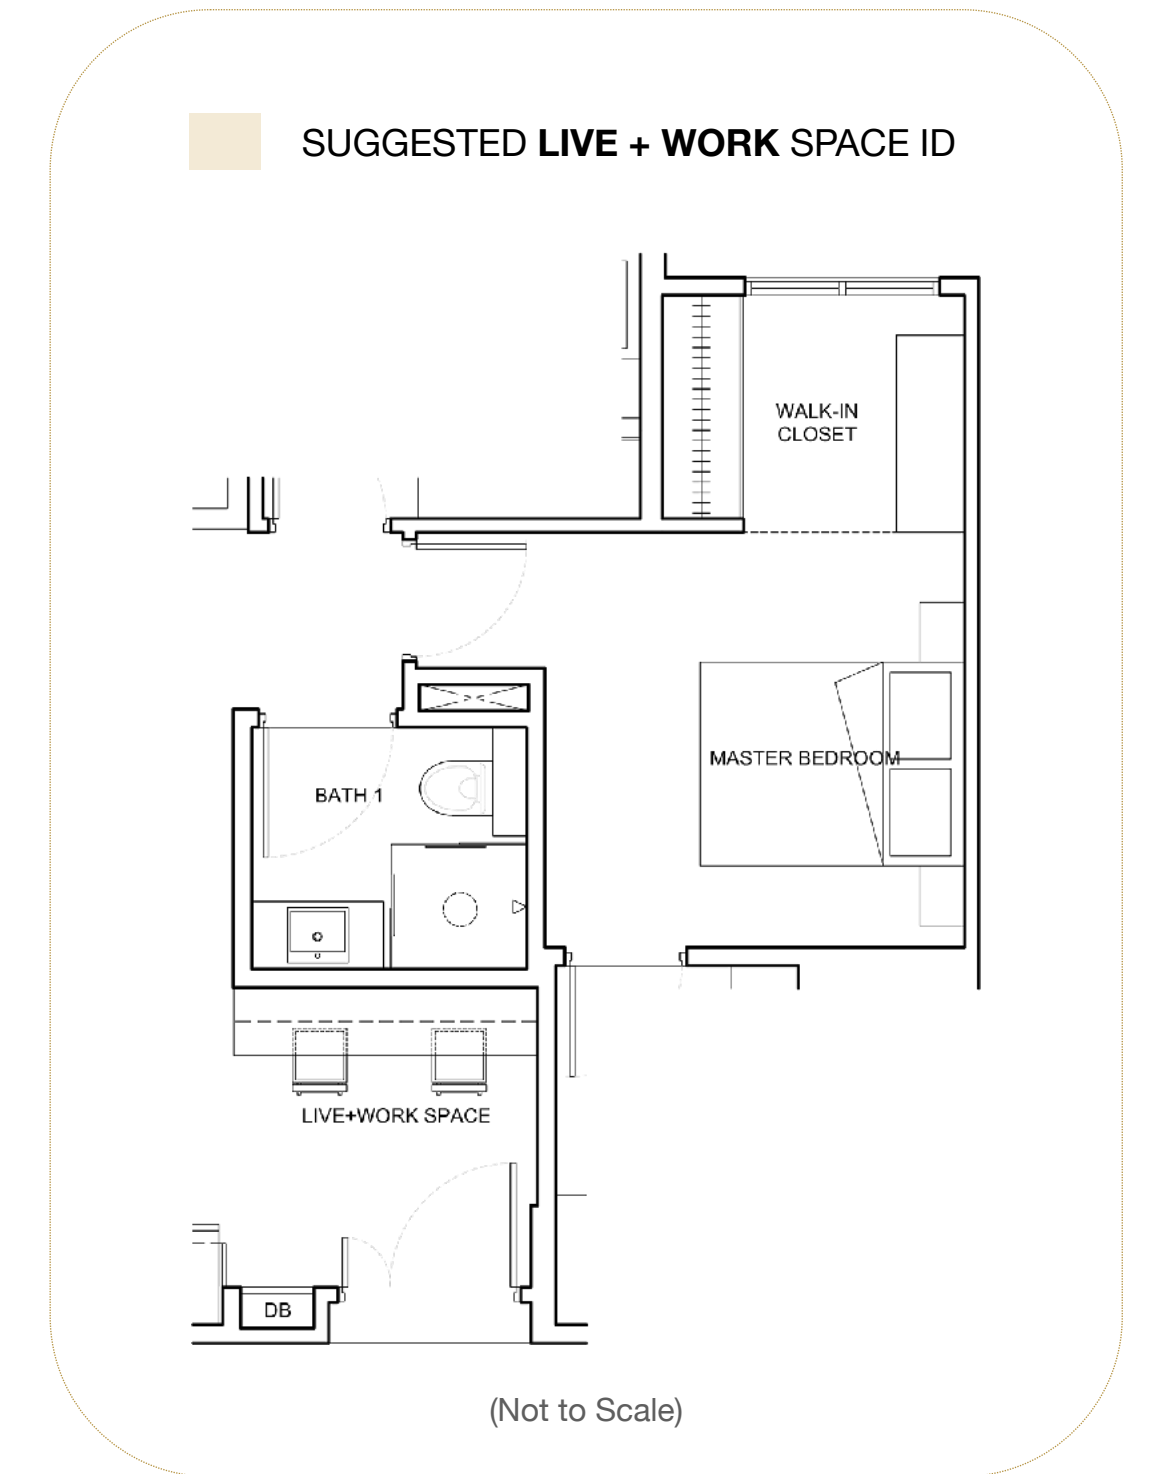 SUGGESTED LIVE + WORK SPACE ID
WALK-IN
CLOSET
MASTER BEDROOM
BATH 1
LIVE+WORK SPACE
DB
(Not to Scale)